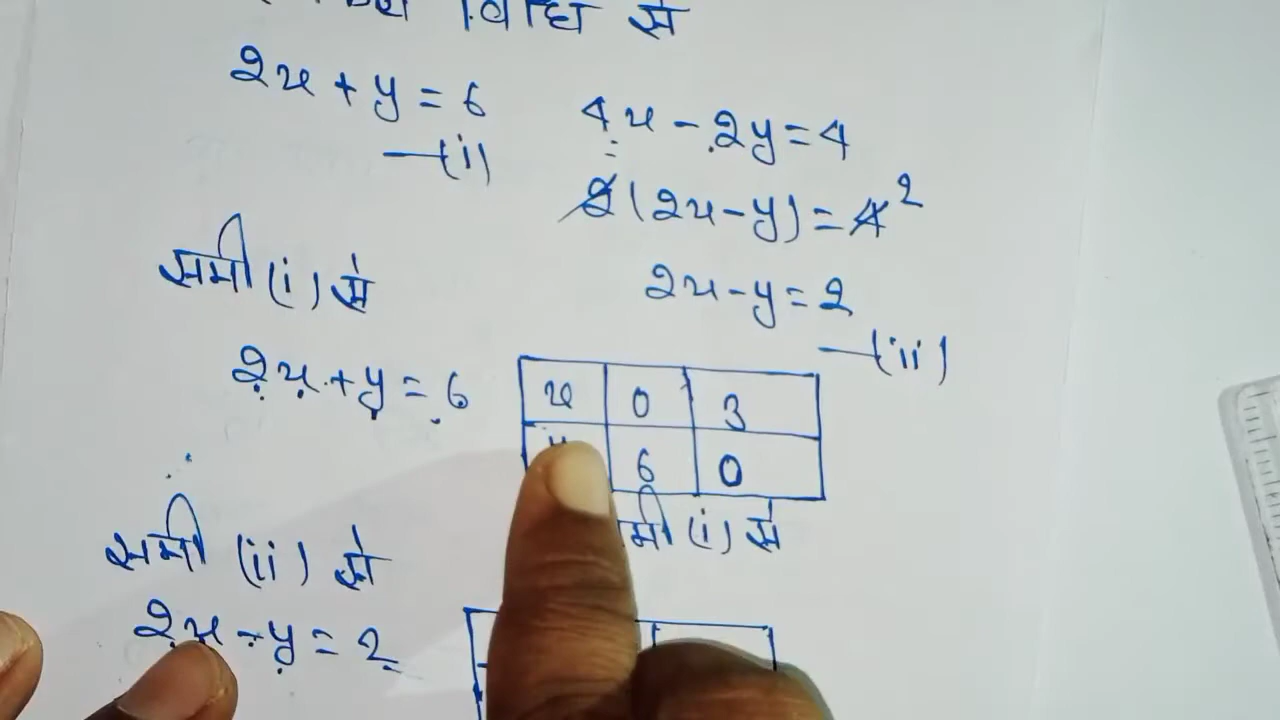 विधि से
2x + y = 6
—(i)
4x - 2y = 4
2(2x - y) = 4 2
2x - y = 2
—(ii)
समी (i) से
2x + y = 6
x 0 3
6 0
समी (i) से
समी (ii) से
2x - y = 2